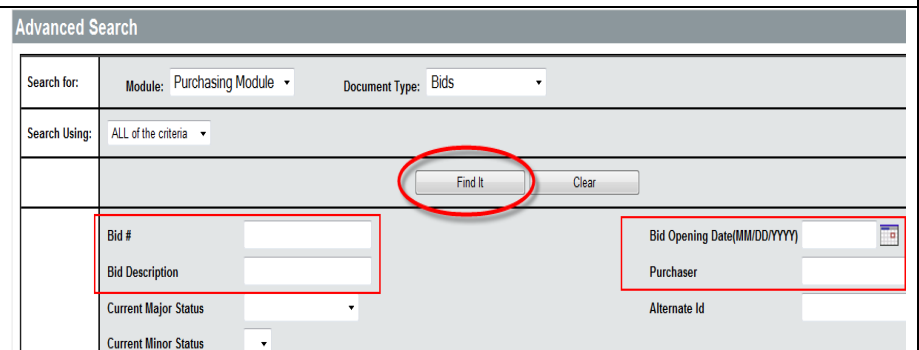 Advanced Search
Search for: Module: Purchasing Module Document Type: Bids
Search Using: ALL of the criteria
Find It Clear
Bid # Bid Opening Date(MM/DD/YYYY)
Bid Description Purchaser
Current Major Status Alternate Id
Current Minor Status